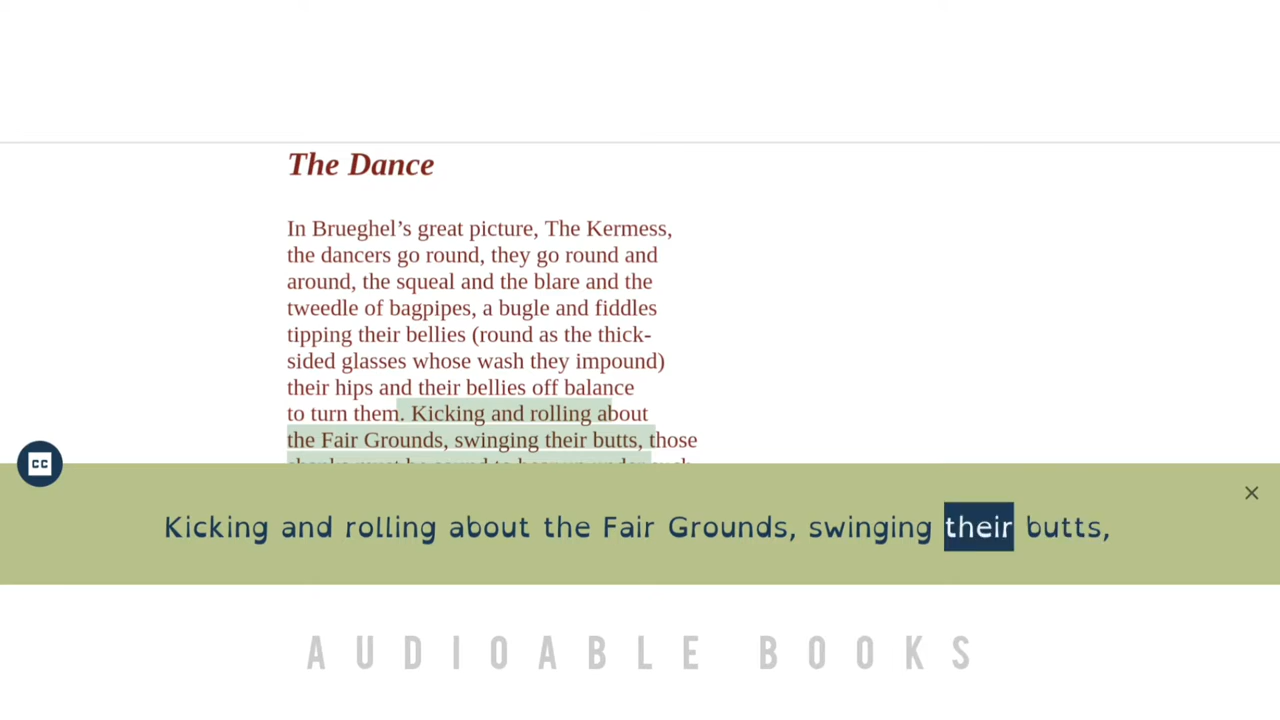 The Dance
In Brueghel’s great picture, The Kermess,
the dancers go round, they go round and
around, the squeal and the blare and the
tweedle of bagpipes, a bugle and fiddles
tipping their bellies (round as the thick-
sided glasses whose wash they impound)
their hips and their bellies off balance
to turn them. Kicking and rolling about
the Fair Grounds, swinging their butts, those
CC
Kicking and rolling about the Fair Grounds, swinging their butts,
AUDIOABLE BOOKS